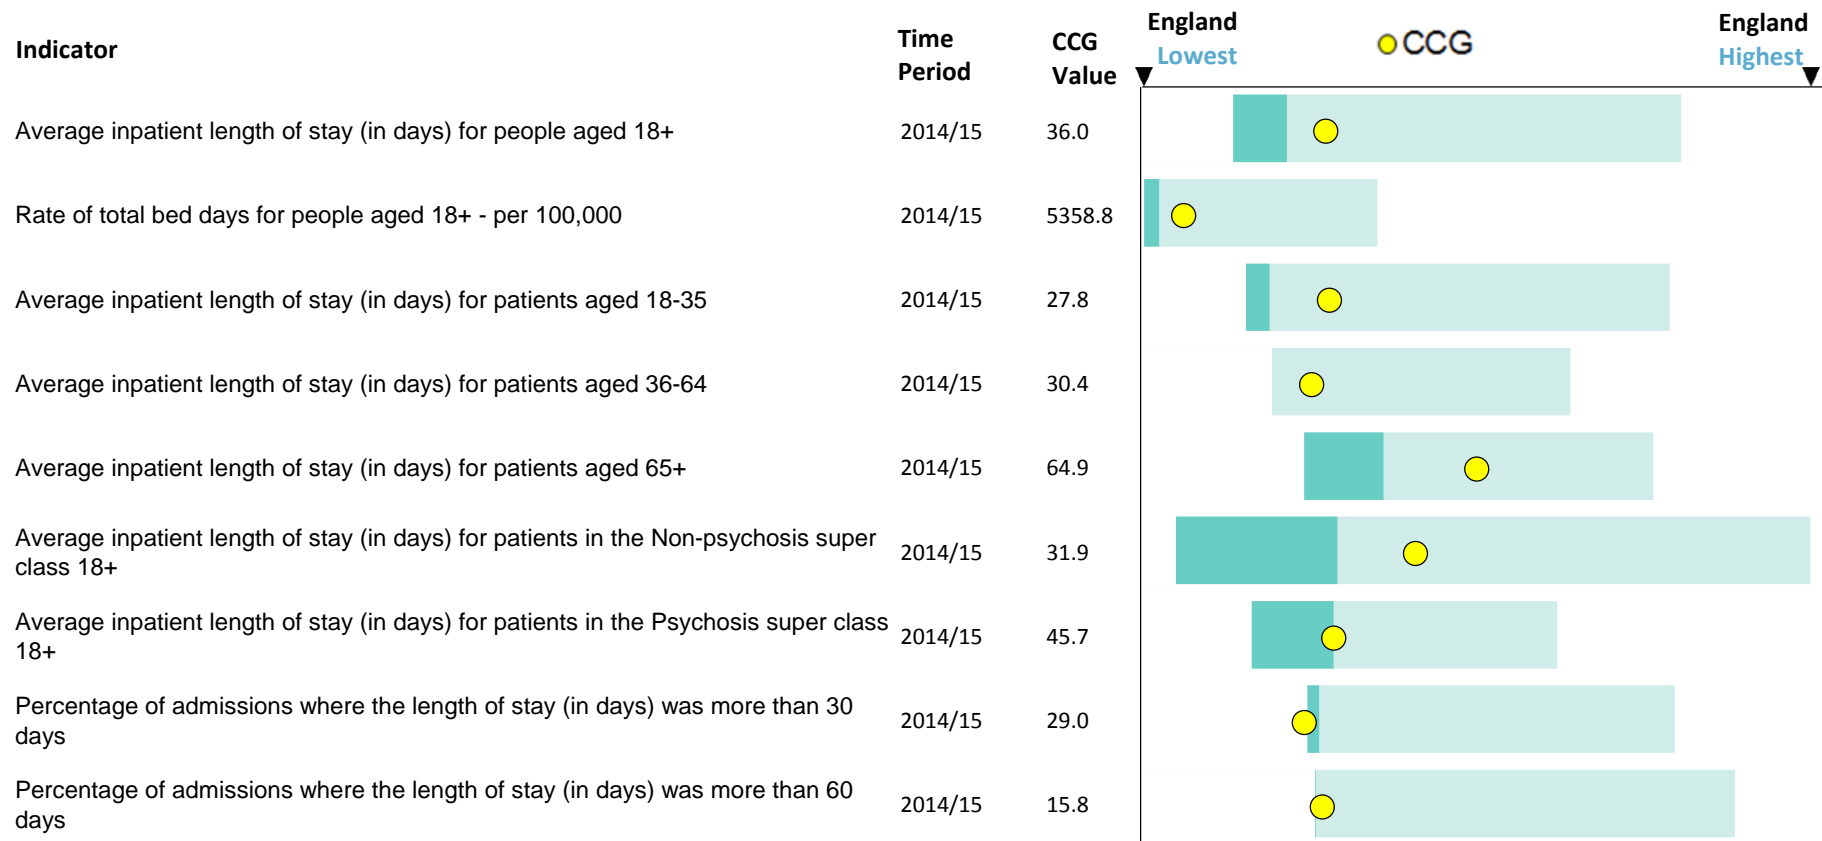 Indicator
Time Period
CCG Value
England Lowest
CCG
England Highest
Average inpatient length of stay (in days) for people aged 18+ 2014/15 36.0
Rate of total bed days for people aged 18+ - per 100,000 2014/15 5358.8
Average inpatient length of stay (in days) for patients aged 18-35 2014/15 27.8
Average inpatient length of stay (in days) for patients aged 36-64 2014/15 30.4
Average inpatient length of stay (in days) for patients aged 65+ 2014/15 64.9
Average inpatient length of stay (in days) for patients in the Non-psychosis super
class 18+ 2014/15 31.9
Average inpatient length of stay (in days) for patients in the Psychosis super class
18+ 2014/15 45.7
Percentage of admissions where the length of stay (in days) was more than 30
days 2014/15 29.0
Percentage of admissions where the length of stay (in days) was more than 60
days 2014/15 15.8